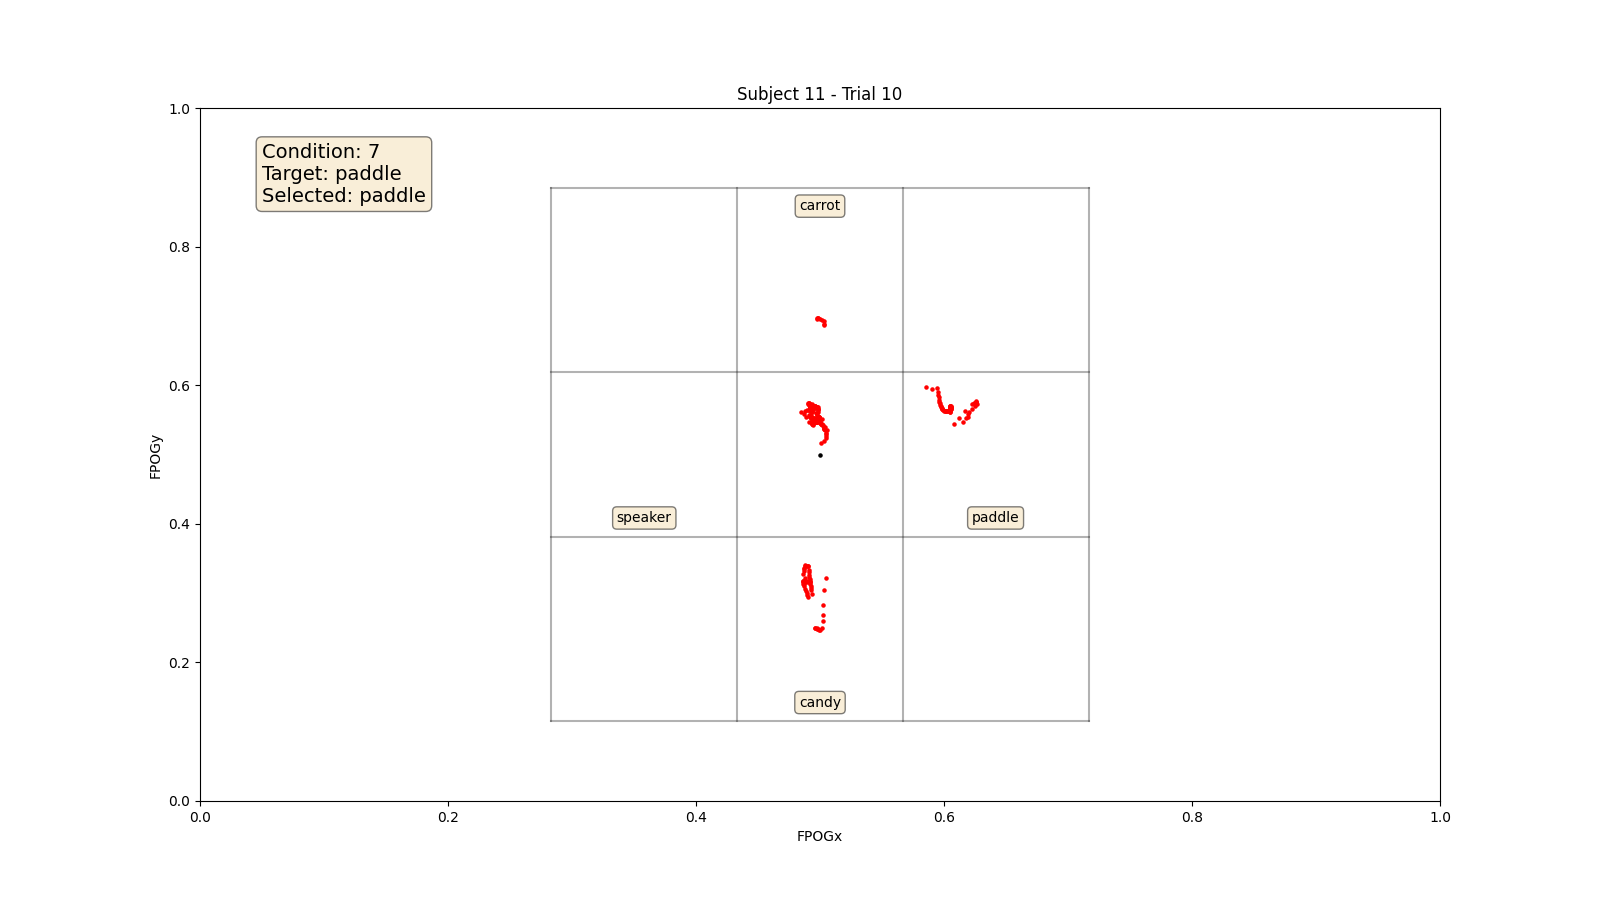 Subject 11 - Trial 10
Condition: 7
Target: paddle
Selected: paddle
carrot
speaker
paddle
candy
1.0
0.8
0.6
0.4
0.2
0.0
FPOGy
0.0 0.2 0.4 0.6 0.8 1.0
FPOGx